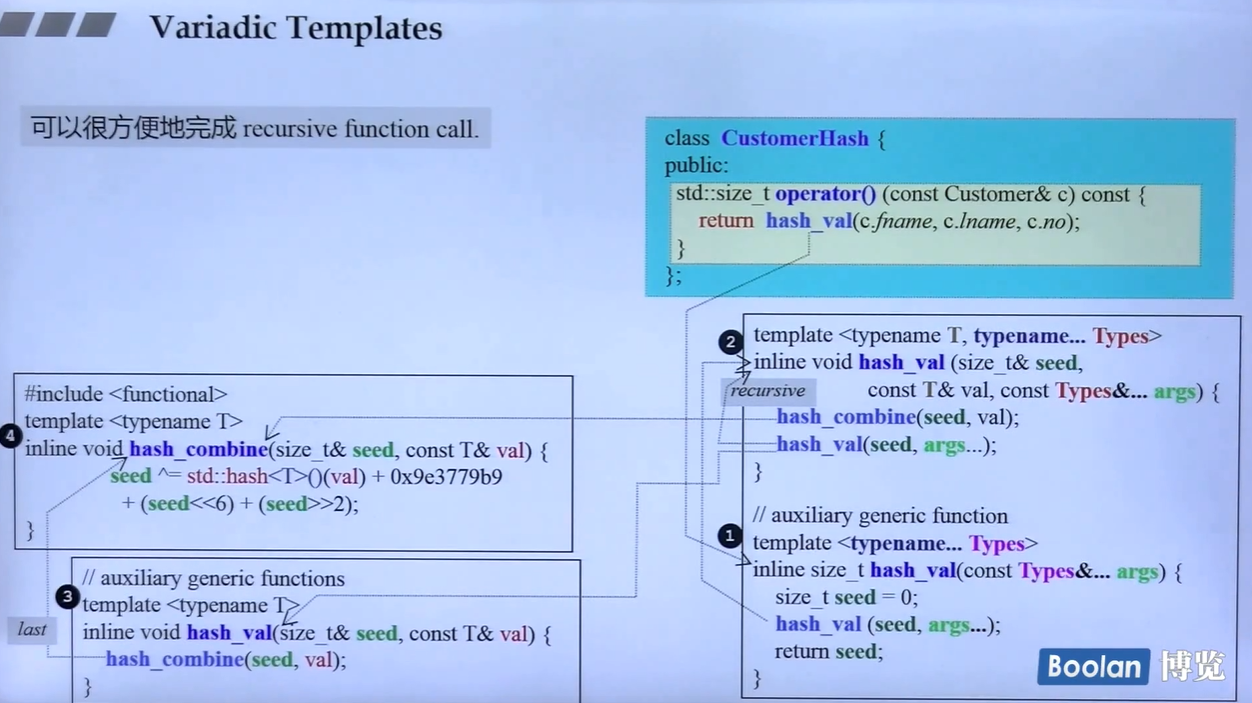 Variadic Templates
可以很方便地完成 recursive function call.
class CustomerHash {
public:
std::size_t operator() (const Customer& c) const {
return hash_val(c.fname, c.lname, c.no);
}
};
2
template <typename T, typename... Types>
inline void hash_val (size_t& seed,
const T& val, const Types&... args) {
recursive
hash_combine(seed, val);
hash_val(seed, args...);
}
// auxiliary generic function
1
template <typename... Types>
inline size_t hash_val(const Types&... args) {
size_t seed = 0;
hash_val (seed, args...);
return seed;
}
#include <functional>
template <typename T>
4
inline void hash_combine(size_t& seed, const T& val) {
seed ^= std::hash<T>()(val) + 0x9e3779b9
+ (seed<<6) + (seed>>2);
}
// auxiliary generic functions
3
template <typename T>
inline void hash_val(size_t& seed, const T& val) {
last
hash_combine(seed, val);
}
Boolan 博览